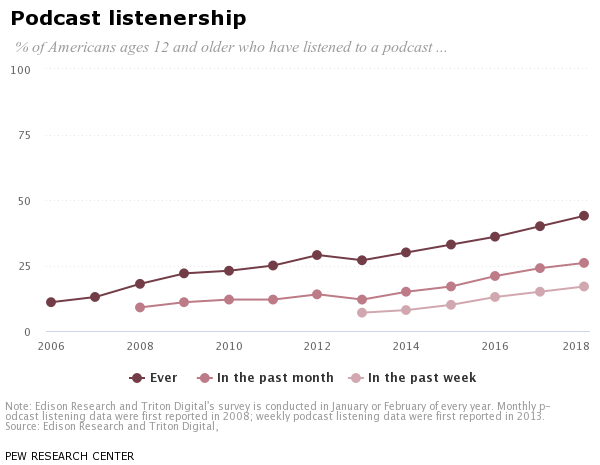 Podcast listenership
% of Americans ages 12 and older who have listened to a podcast ...
100
75
50
25
0
2006 2008 2010 2012 2014 2016 2018
Ever In the past month In the past week
Note: Edison Research and Triton Digital's survey is conducted in January or February of every year. Monthly p-
odcast listening data were first reported in 2008; weekly podcast listening data were first reported in 2013.
Source: Edison Research and Triton Digital,
PEW RESEARCH CENTER